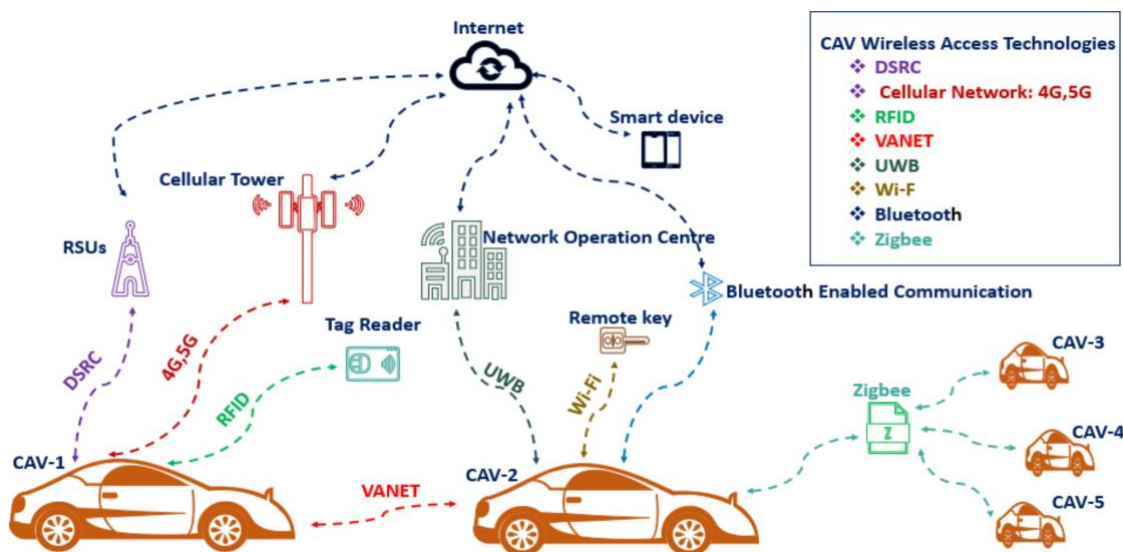 Internet
CAV Wireless Access Technologies
DSRC
Cellular Network: 4G,5G
RFID
VANET
UWB
Wi-F
Bluetooth
Zigbee
Smart device
Cellular Tower
RSUs
Network Operation Centre
Bluetooth Enabled Communication
Tag Reader
Remote key
DSRC
4G,5G
RFID
UWB
Wi-Fi
Zigbee
Z
CAV-3
CAV-4
CAV-5
CAV-1
CAV-2
VANET